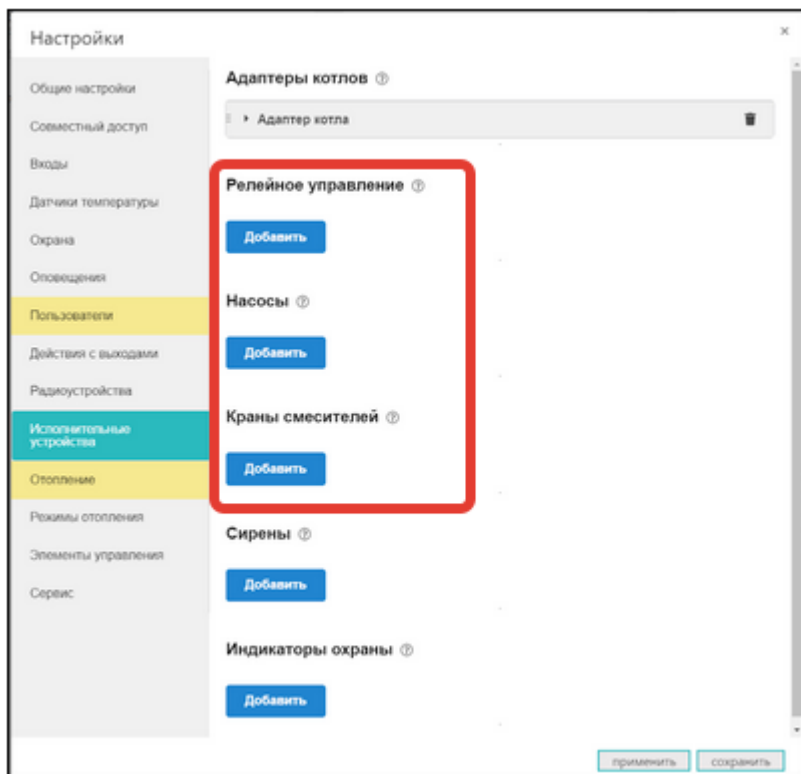 Настройки
Общие настройки
Совместный доступ
Входы
Датчики температуры
Охрана
Оповещения
Пользователи
Действия с выходами
Радиоустройства
Исполнительные
устройства
Отопление
Режимы отопления
Элементы управления
Сервис
Адаптеры котлов
Адаптер котла
Релейное управление
Добавить
Насосы
Добавить
Краны смесителей
Добавить
Сирены
Добавить
Индикаторы охраны
Добавить
применить
сохранить